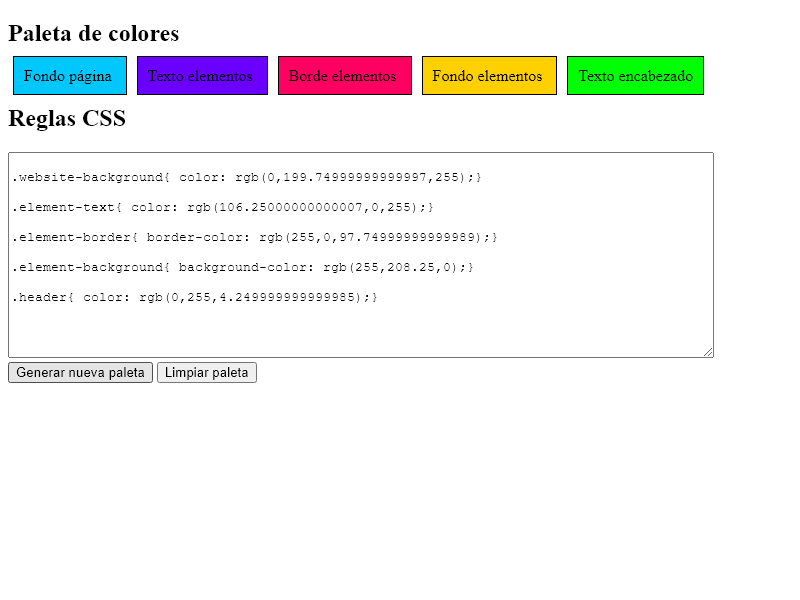 Paleta de colores
Fondo página Texto elementos Borde elementos Fondo elementos Texto encabezado
Reglas CSS
.website-background{ color: rgb(0,199.74999999999997,255);}
.element-text{ color: rgb(106.25000000000007,0,255);}
.element-border{ border-color: rgb(255,0,97.74999999999989);}
.element-background{ background-color: rgb(255,208.25,0);}
.header{ color: rgb(0,255,4.249999999999985);}
Generar nueva paleta Limpiar paleta